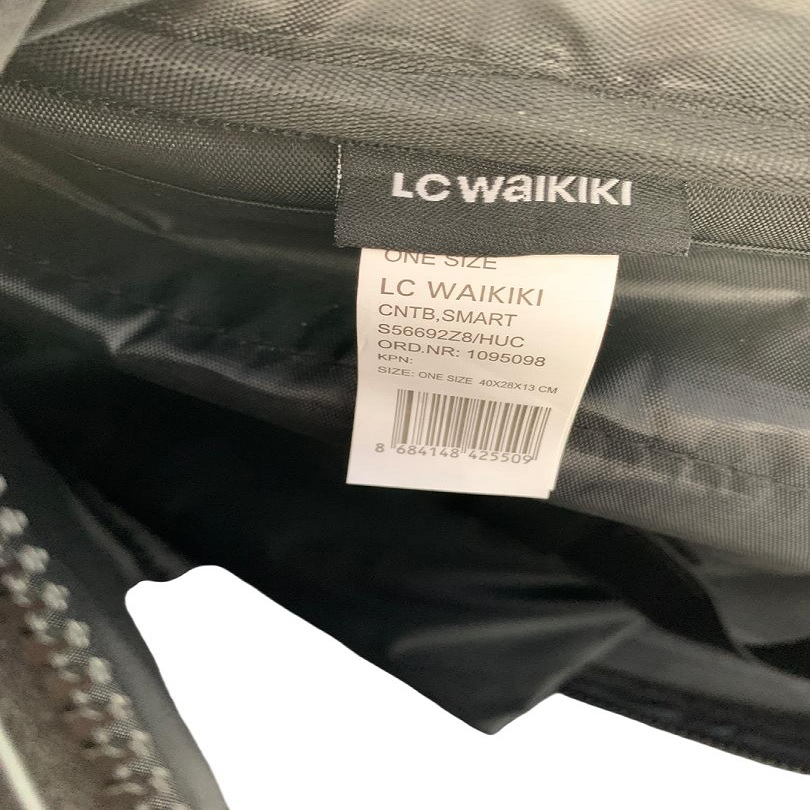 LC Waikiki
ONE SIZE
LC WAIKIKI
CNTB,SMART
S56692Z8/HUC
ORD.NR: 1095098
KPN:
SIZE: ONE SIZE 40X28X13 CM
8 684148 425509